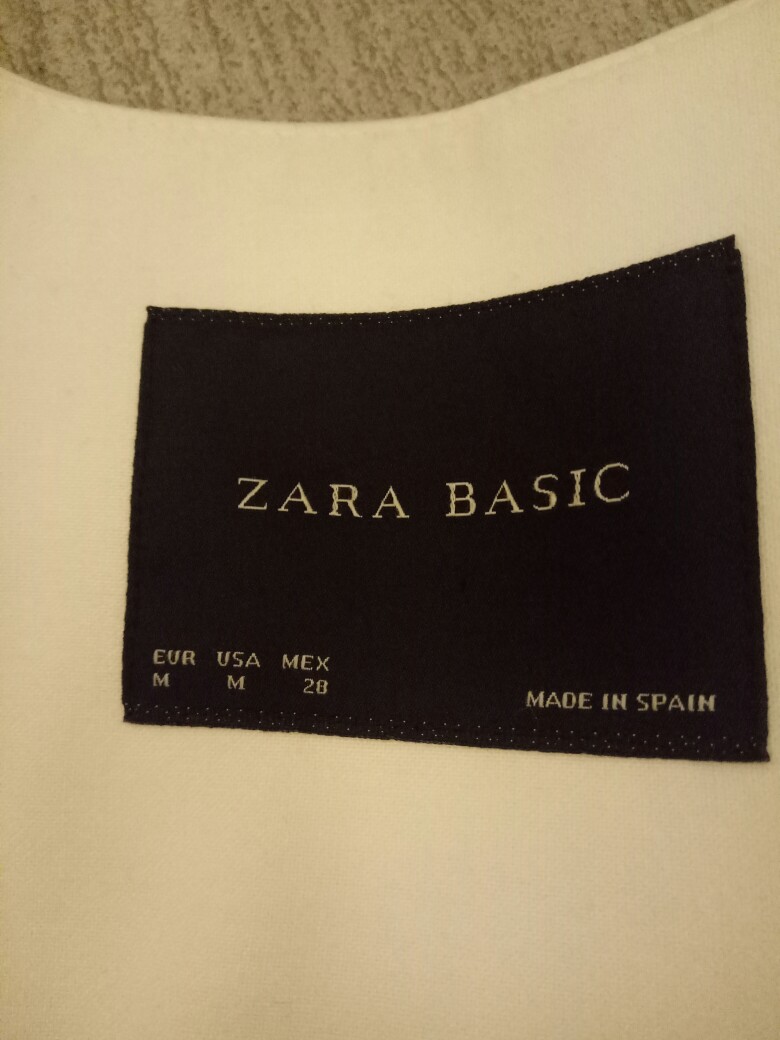 ZARA BASIC
EUR USA MEX
M M 28
MADE IN SPAIN